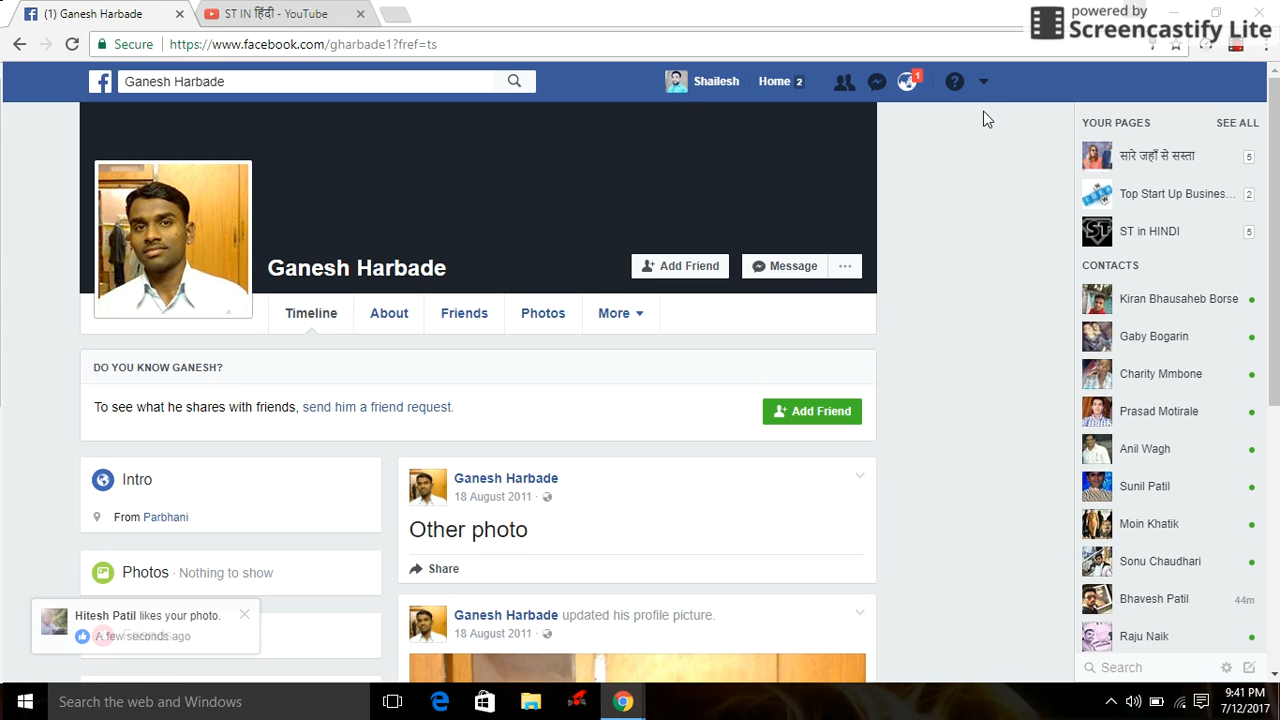 (1) Ganesh Harbade
ST IN हिंदी - YouTube
powered by
Screencastify Lite
Secure https://www.facebook.com/gharbade1?fref=ts
Ganesh Harbade
Shailesh
Home 2
1
Ganesh Harbade
Add Friend
Message
Timeline
About
Friends
Photos
More
DO YOU KNOW GANESH?
To see what he shares with friends, send him a friend request.
Add Friend
Intro
From Parbhani
Photos · Nothing to show
Hitesh Patil likes your photo.
A few seconds ago
Ganesh Harbade
18 August 2011 ·
Other photo
Share
Ganesh Harbade updated his profile picture.
18 August 2011 ·
YOUR PAGES SEE ALL
सारे जहाँ से सस्ता 5
Top Start Up Busines... 2
ST in HINDI 5
CONTACTS
Kiran Bhausaheb Borse
Gaby Bogarin
Charity Mmbone
Prasad Motirale
Anil Wagh
Sunil Patil
Moin Khatik
Sonu Chaudhari
Bhavesh Patil 44m
Raju Naik
Search
Search the web and Windows
9:41 PM
7/12/2017